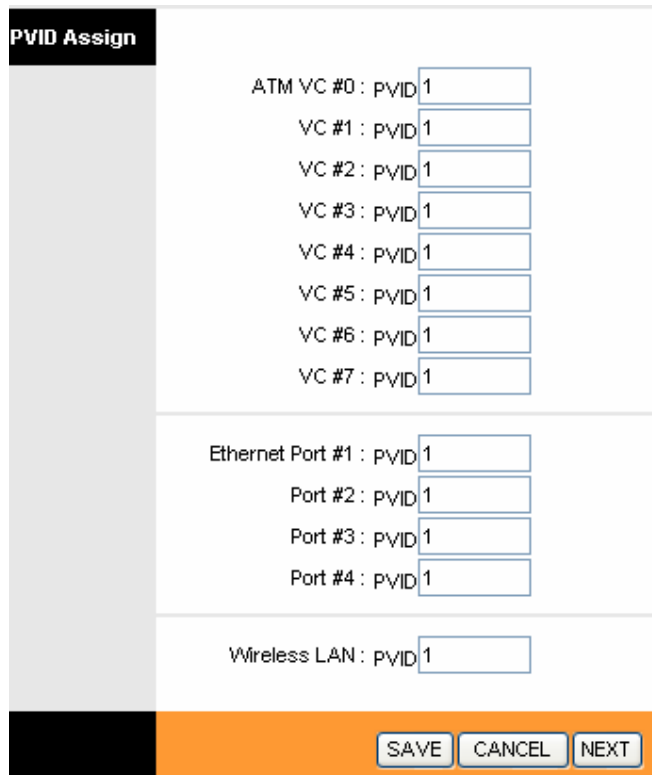 PVID Assign
ATM VC #0 : PVID 1
VC #1 : PVID 1
VC #2 : PVID 1
VC #3 : PVID 1
VC #4 : PVID 1
VC #5 : PVID 1
VC #6 : PVID 1
VC #7 : PVID 1
Ethernet Port #1 : PVID 1
Port #2 : PVID 1
Port #3 : PVID 1
Port #4 : PVID 1
Wireless LAN : PVID 1
SAVE CANCEL NEXT